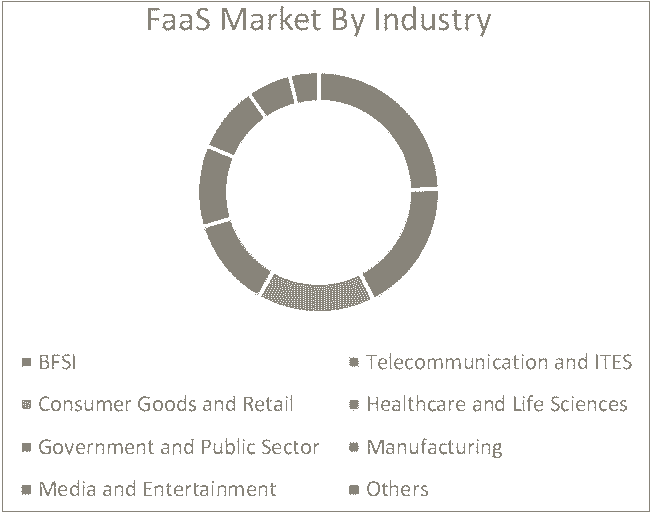 FaaS Market By Industry
BFSI
Telecommunication and ITES
Consumer Goods and Retail
Healthcare and Life Sciences
Government and Public Sector
Manufacturing
Media and Entertainment
Others